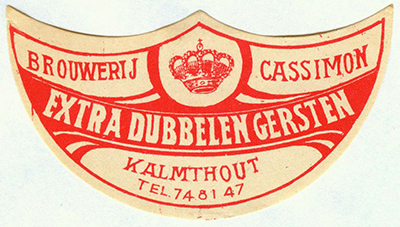 BROUWERIJ CASSIMON
EXTRA DUBBELEN GERSTEN
KALMTHOUT
TEL. 74 81 47